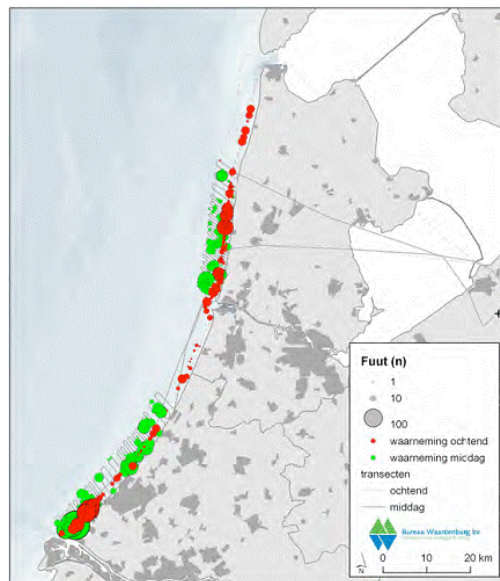 Fuut (n)
1
10
100
waarneming ochtend
waarneming middag
transecten
ochtend
middag
Bureau Waardenburg bv
N
0 10 20 km